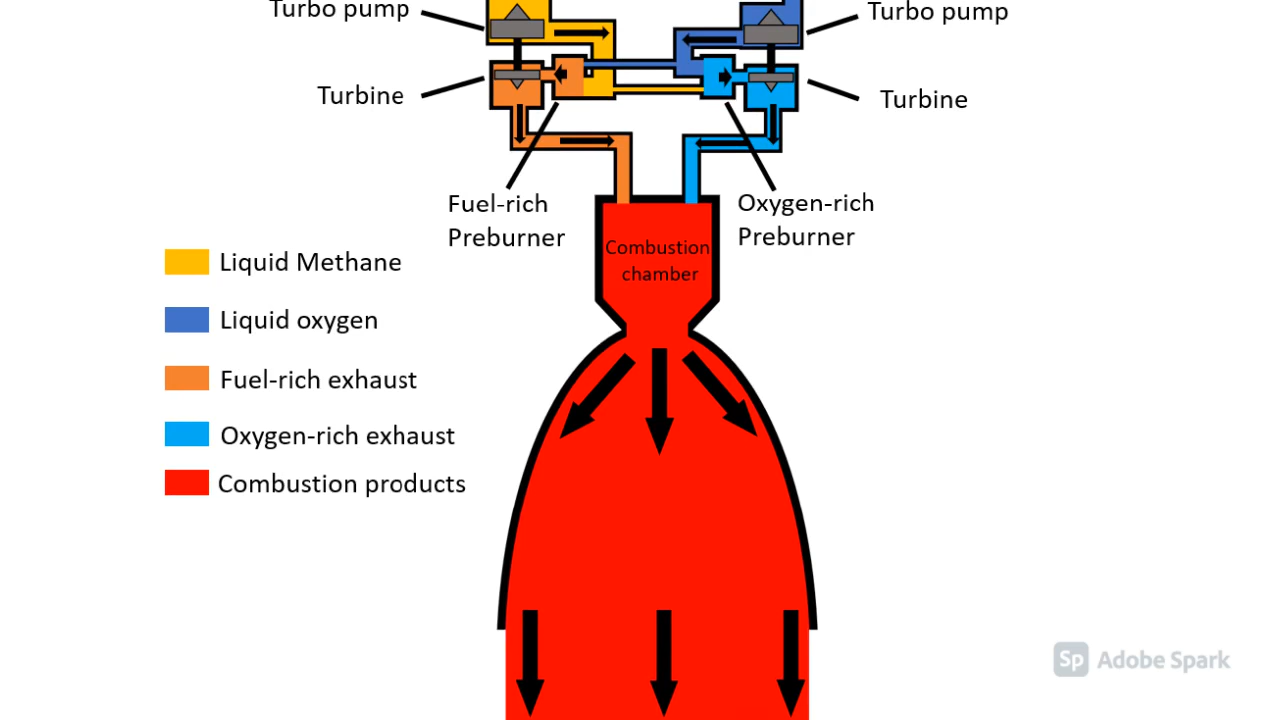 Turbo pump
Turbo pump
Turbine
Turbine
Fuel-rich
Preburner
Oxygen-rich
Preburner
Combustion
chamber
Liquid Methane
Liquid oxygen
Fuel-rich exhaust
Oxygen-rich exhaust
Combustion products
Sp Adobe Spark